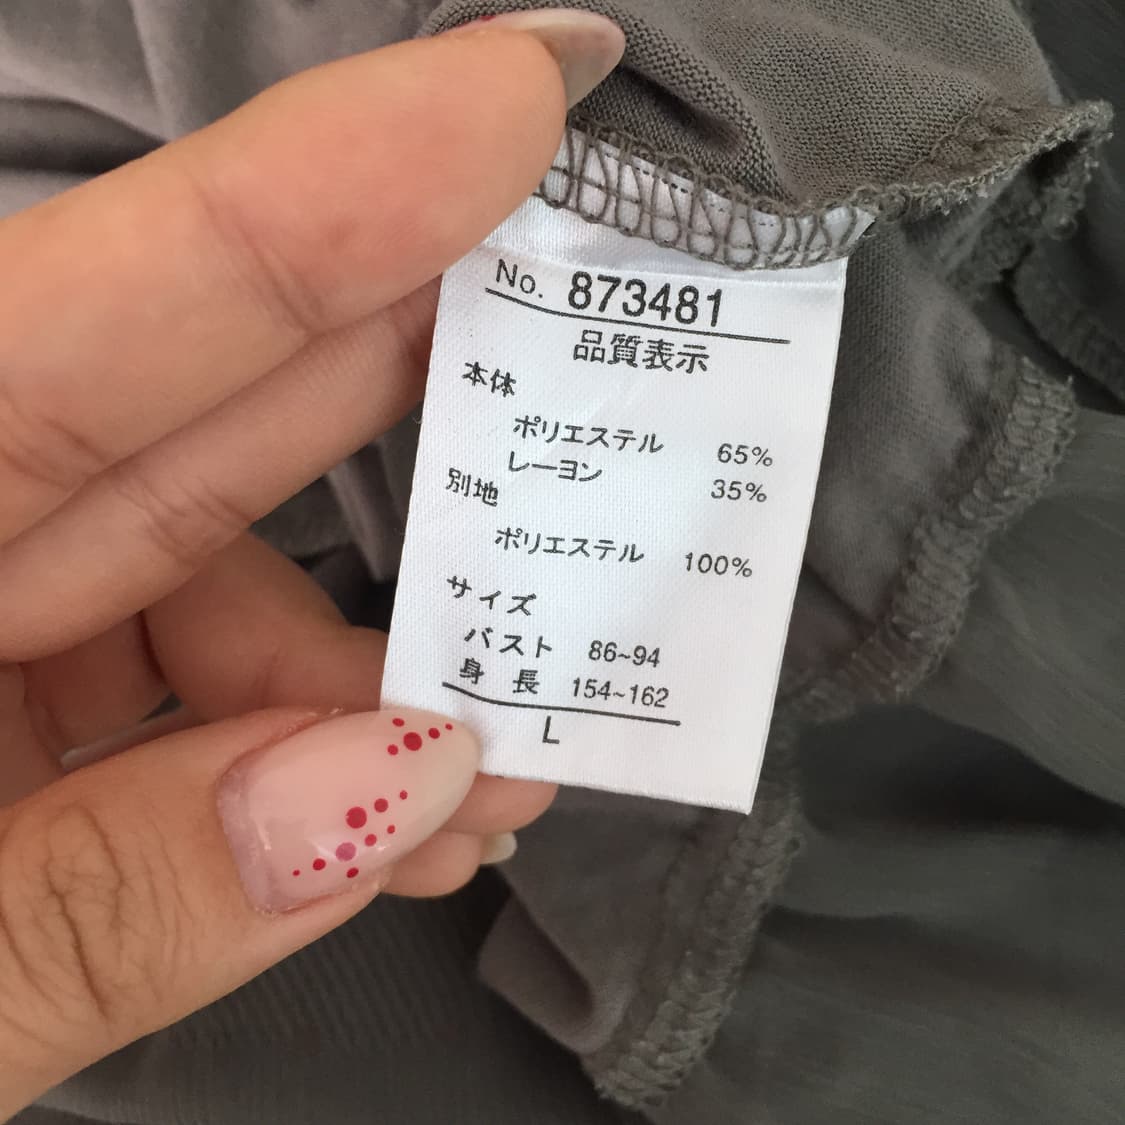 No. 873481
品質表示
本体
ポリエステル 65%
レーヨン 35%
別地
ポリエステル 100%
サイズ
バスト 86~94
身長 154~162
L